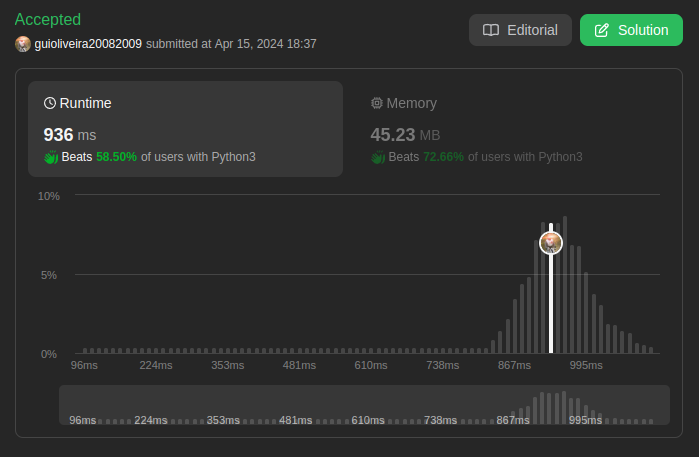 Accepted
guioliveira20082009 submitted at Apr 15, 2024 18:37
Editorial
Solution
Runtime
936 ms
Beats 58.50% of users with Python3
Memory
45.23 MB
Beats 72.66% of users with Python3
10%
5%
0%
96ms 224ms 353ms 481ms 610ms 738ms 867ms 995ms
96ms 224ms 353ms 481ms 610ms 738ms 867ms 995ms